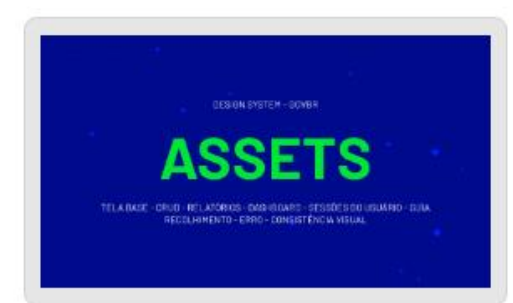 DESIGN SYSTEM - GOVBR
ASSETS
TELA BASE - CRUD - RELATÓRIOS - DASHBOARD - SESSÕES DO USUÁRIO - GUIA
RECOLHIMENTO - ERRO - CONSISTÊNCIA VISUAL